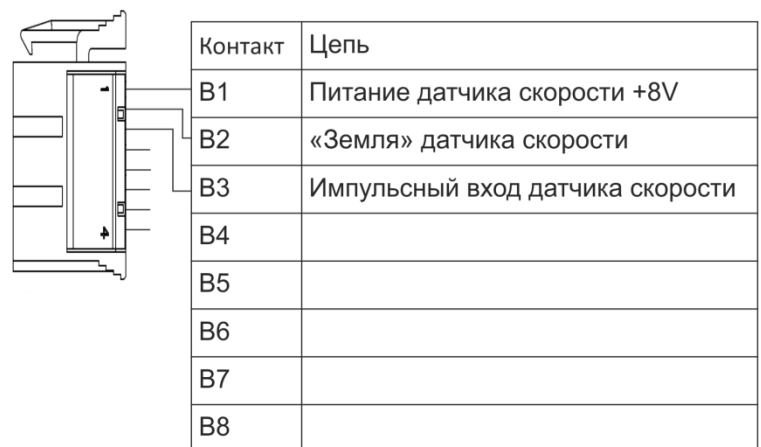 Контакт Цепь
B1 Питание датчика скорости +8V
B2 «Земля» датчика скорости
B3 Импульсный вход датчика скорости
B4
B5
B6
B7
B8
1
4